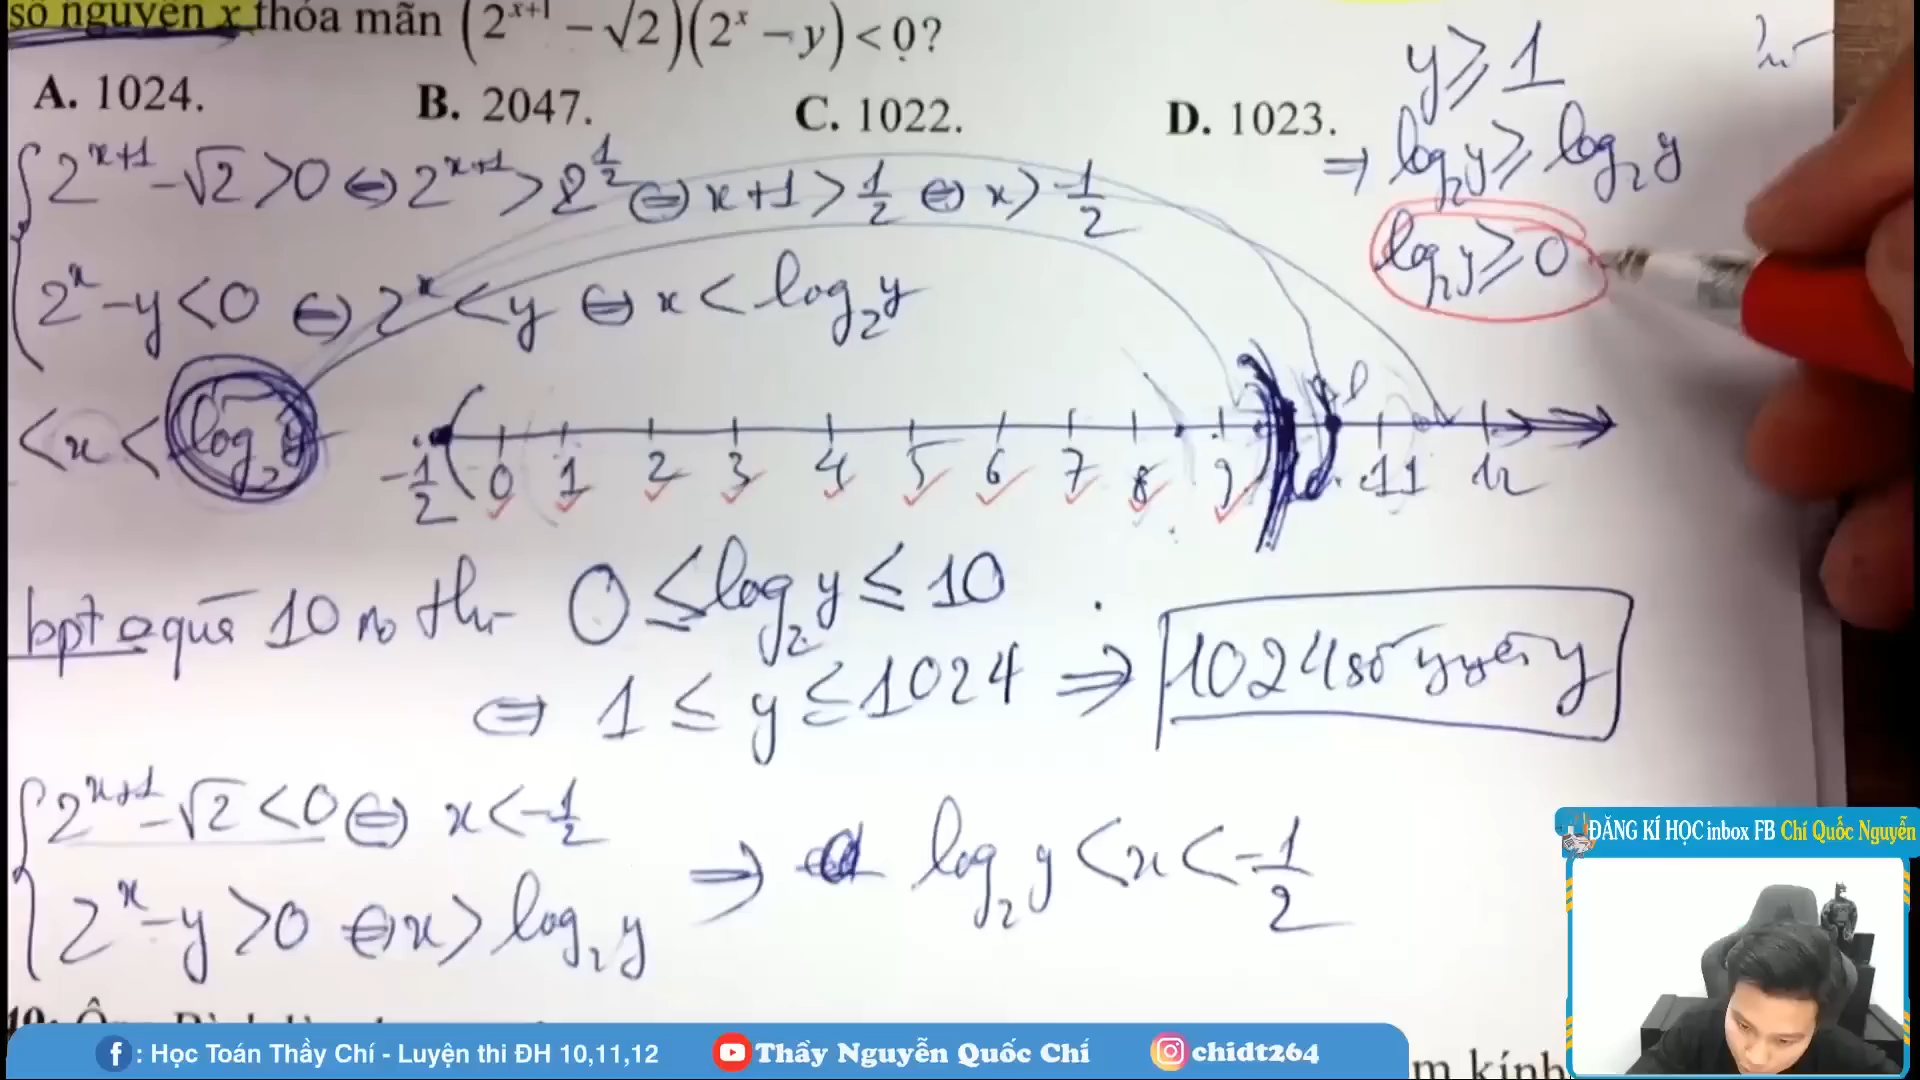 số nguyên x thỏa mãn (2^{x+1} − √2)(2^x − y) < 0?
A. 1024. B. 2047. C. 1022. D. 1023.
y ≥ 1
⇒ log₂y ≥ log₂y
log₂y ≥ 0
2^{x+1} − √2 > 0 ⇔ 2^{x+1} > 2^{1/2} ⇔ x+1 > 1/2 ⇔ x > -1/2
2^x − y < 0 ⇔ 2^x < y ⇔ x < log₂y
< x < log₂y
-1/2 0 1 2 3 4 5 6 7 8 9 11 12
bpt có quá 10 no thì 0 ≤ log₂y ≤ 10
⇔ 1 ≤ y ≤ 1024 ⇒ 1024 số nguyên y
2^{x+1} − √2 < 0 ⇔ x < -1/2
2^x − y > 0 ⇔ x > log₂y
⇒ log₂y < x < -1/2
ĐĂNG KÍ HỌC inbox FB Chí Quốc Nguyễn
: Học Toán Thầy Chí - Luyện thi ĐH 10,11,12
Thầy Nguyễn Quốc Chí
chidt264
m kính